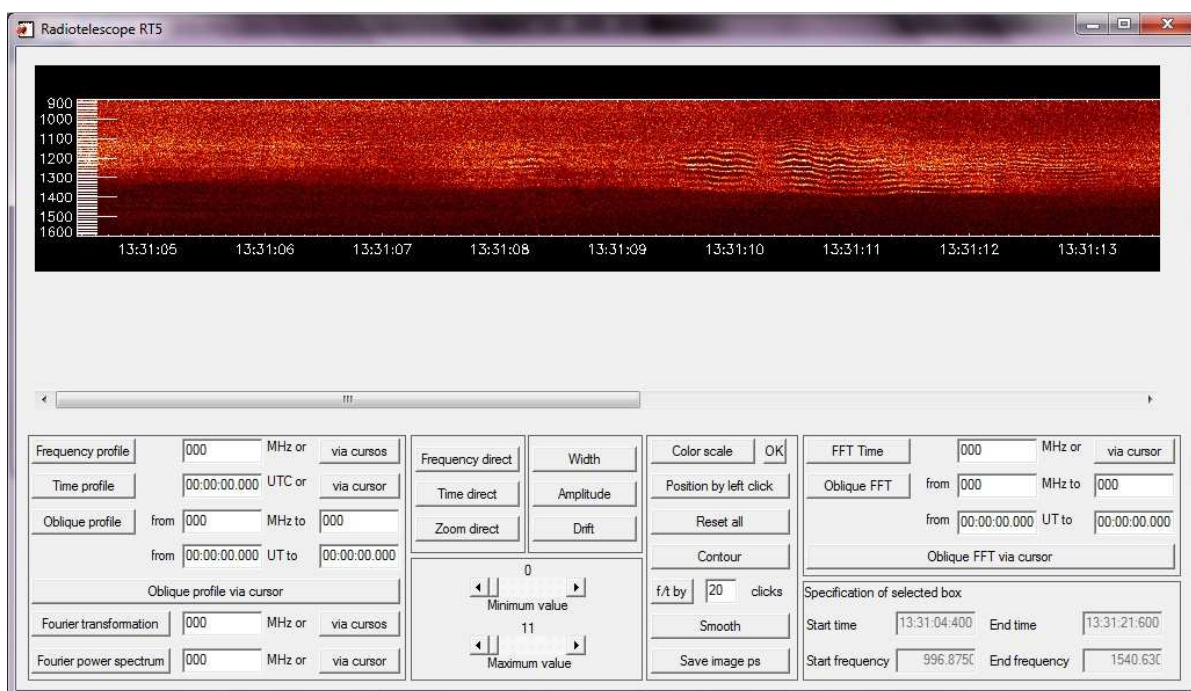 Radiotelescope RT5
900
1000
1100
1200
1300
1400
1500
1600
13:31:05 13:31:06 13:31:07 13:31:08 13:31:09 13:31:10 13:31:11 13:31:12 13:31:13
Frequency profile 000 MHz or via cursos
Time profile 00:00:00.000 UTC or via cursor
Oblique profile from 000 MHz to 000
from 00:00:00.000 UT to 00:00:00.000
Oblique profile via cursor
Fourier transformation 000 MHz or via cursos
Fourier power spectrum 000 MHz or via cursor
Frequency direct
Time direct
Zoom direct
Width
Amplitude
Drift
0
Minimum value
11
Maximum value
Color scale OK
Position by left click
Reset all
Contour
f/t by 20 clicks
Smooth
Save image ps
FFT Time 000 MHz or via cursor
Oblique FFT from 000 MHz to 000
from 00:00:00.000 UT to 00:00:00.000
Oblique FFT via cursor
Specification of selected box
Start time 13:31:04:400 End time 13:31:21:600
Start frequency 996.875 End frequency 1540.63